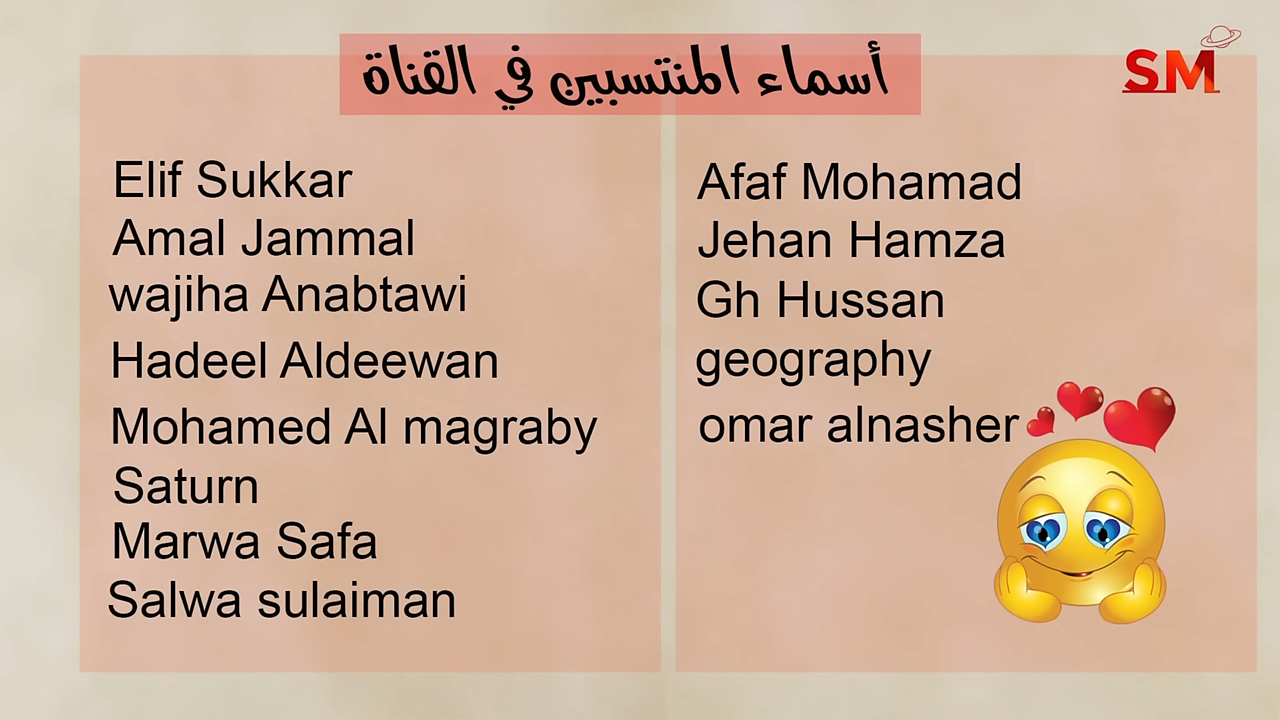 أسماء المنتسبين في القناة
SM
Elif Sukkar
Amal Jammal
wajiha Anabtawi
Hadeel Aldeewan
Mohamed Al magraby
Saturn
Marwa Safa
Salwa sulaiman
Afaf Mohamad
Jehan Hamza
Gh Hussan
geography
omar alnasher